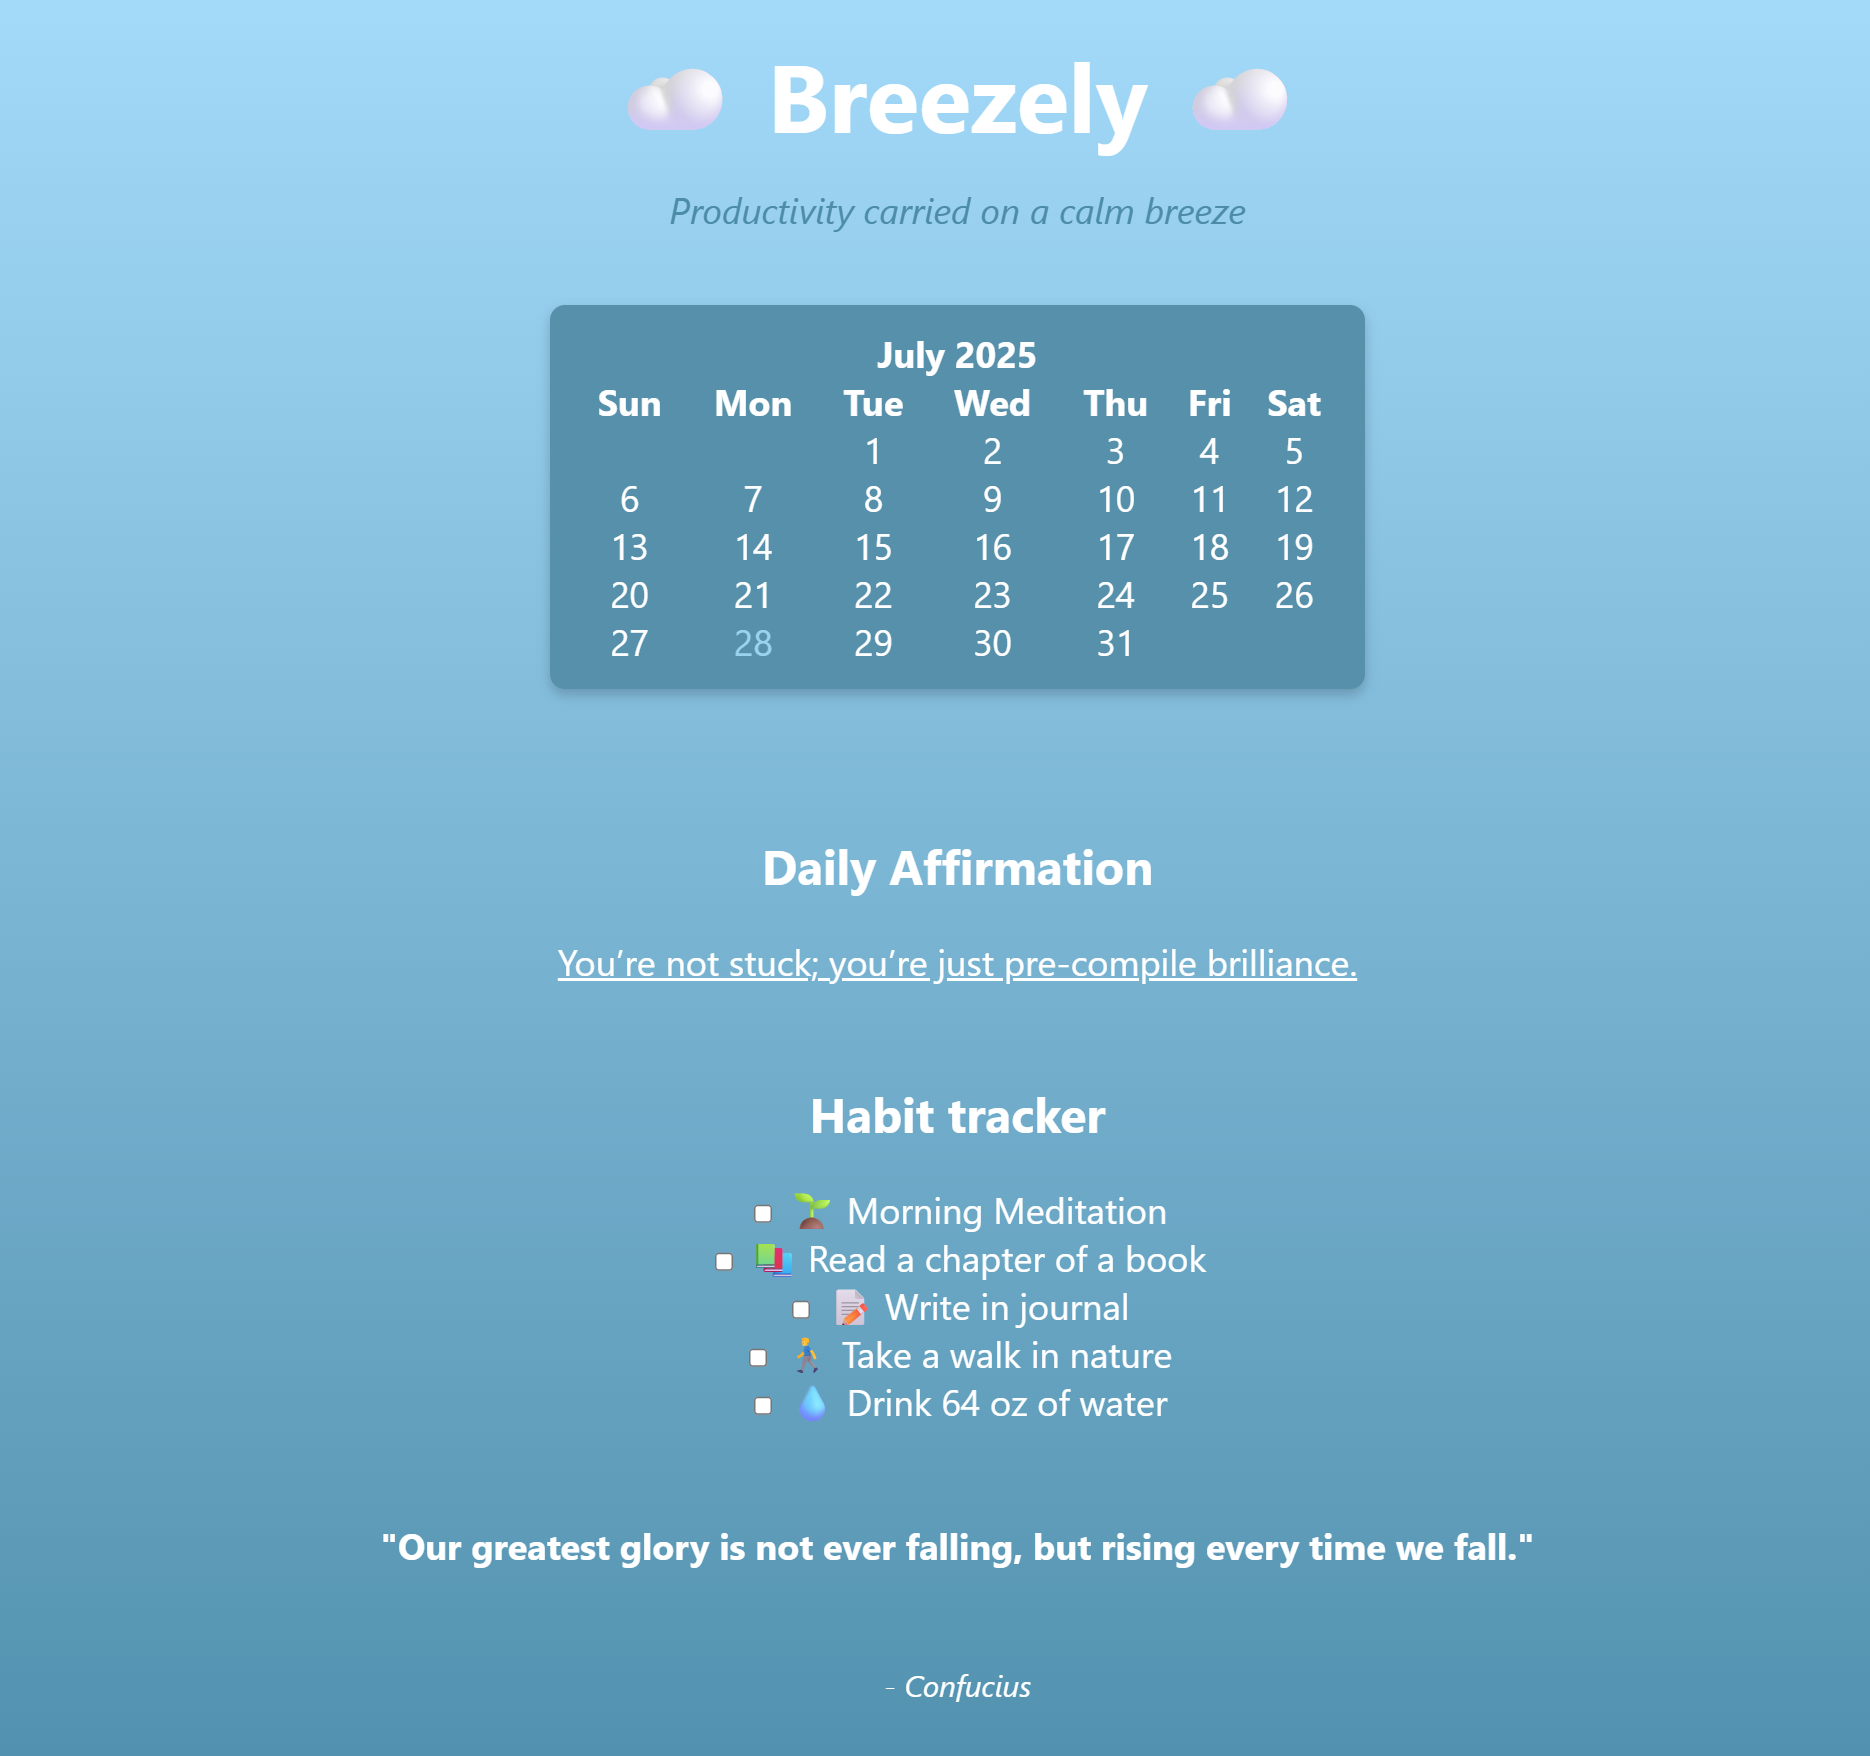 Breezely
Productivity carried on a calm breeze
July 2025
Sun Mon Tue Wed Thu Fri Sat
1 2 3 4 5
6 7 8 9 10 11 12
13 14 15 16 17 18 19
20 21 22 23 24 25 26
27 28 29 30 31
Daily Affirmation
You’re not stuck; you’re just pre-compile brilliance.
Habit tracker
Morning Meditation
Read a chapter of a book
Write in journal
Take a walk in nature
Drink 64 oz of water
"Our greatest glory is not ever falling, but rising every time we fall."
- Confucius